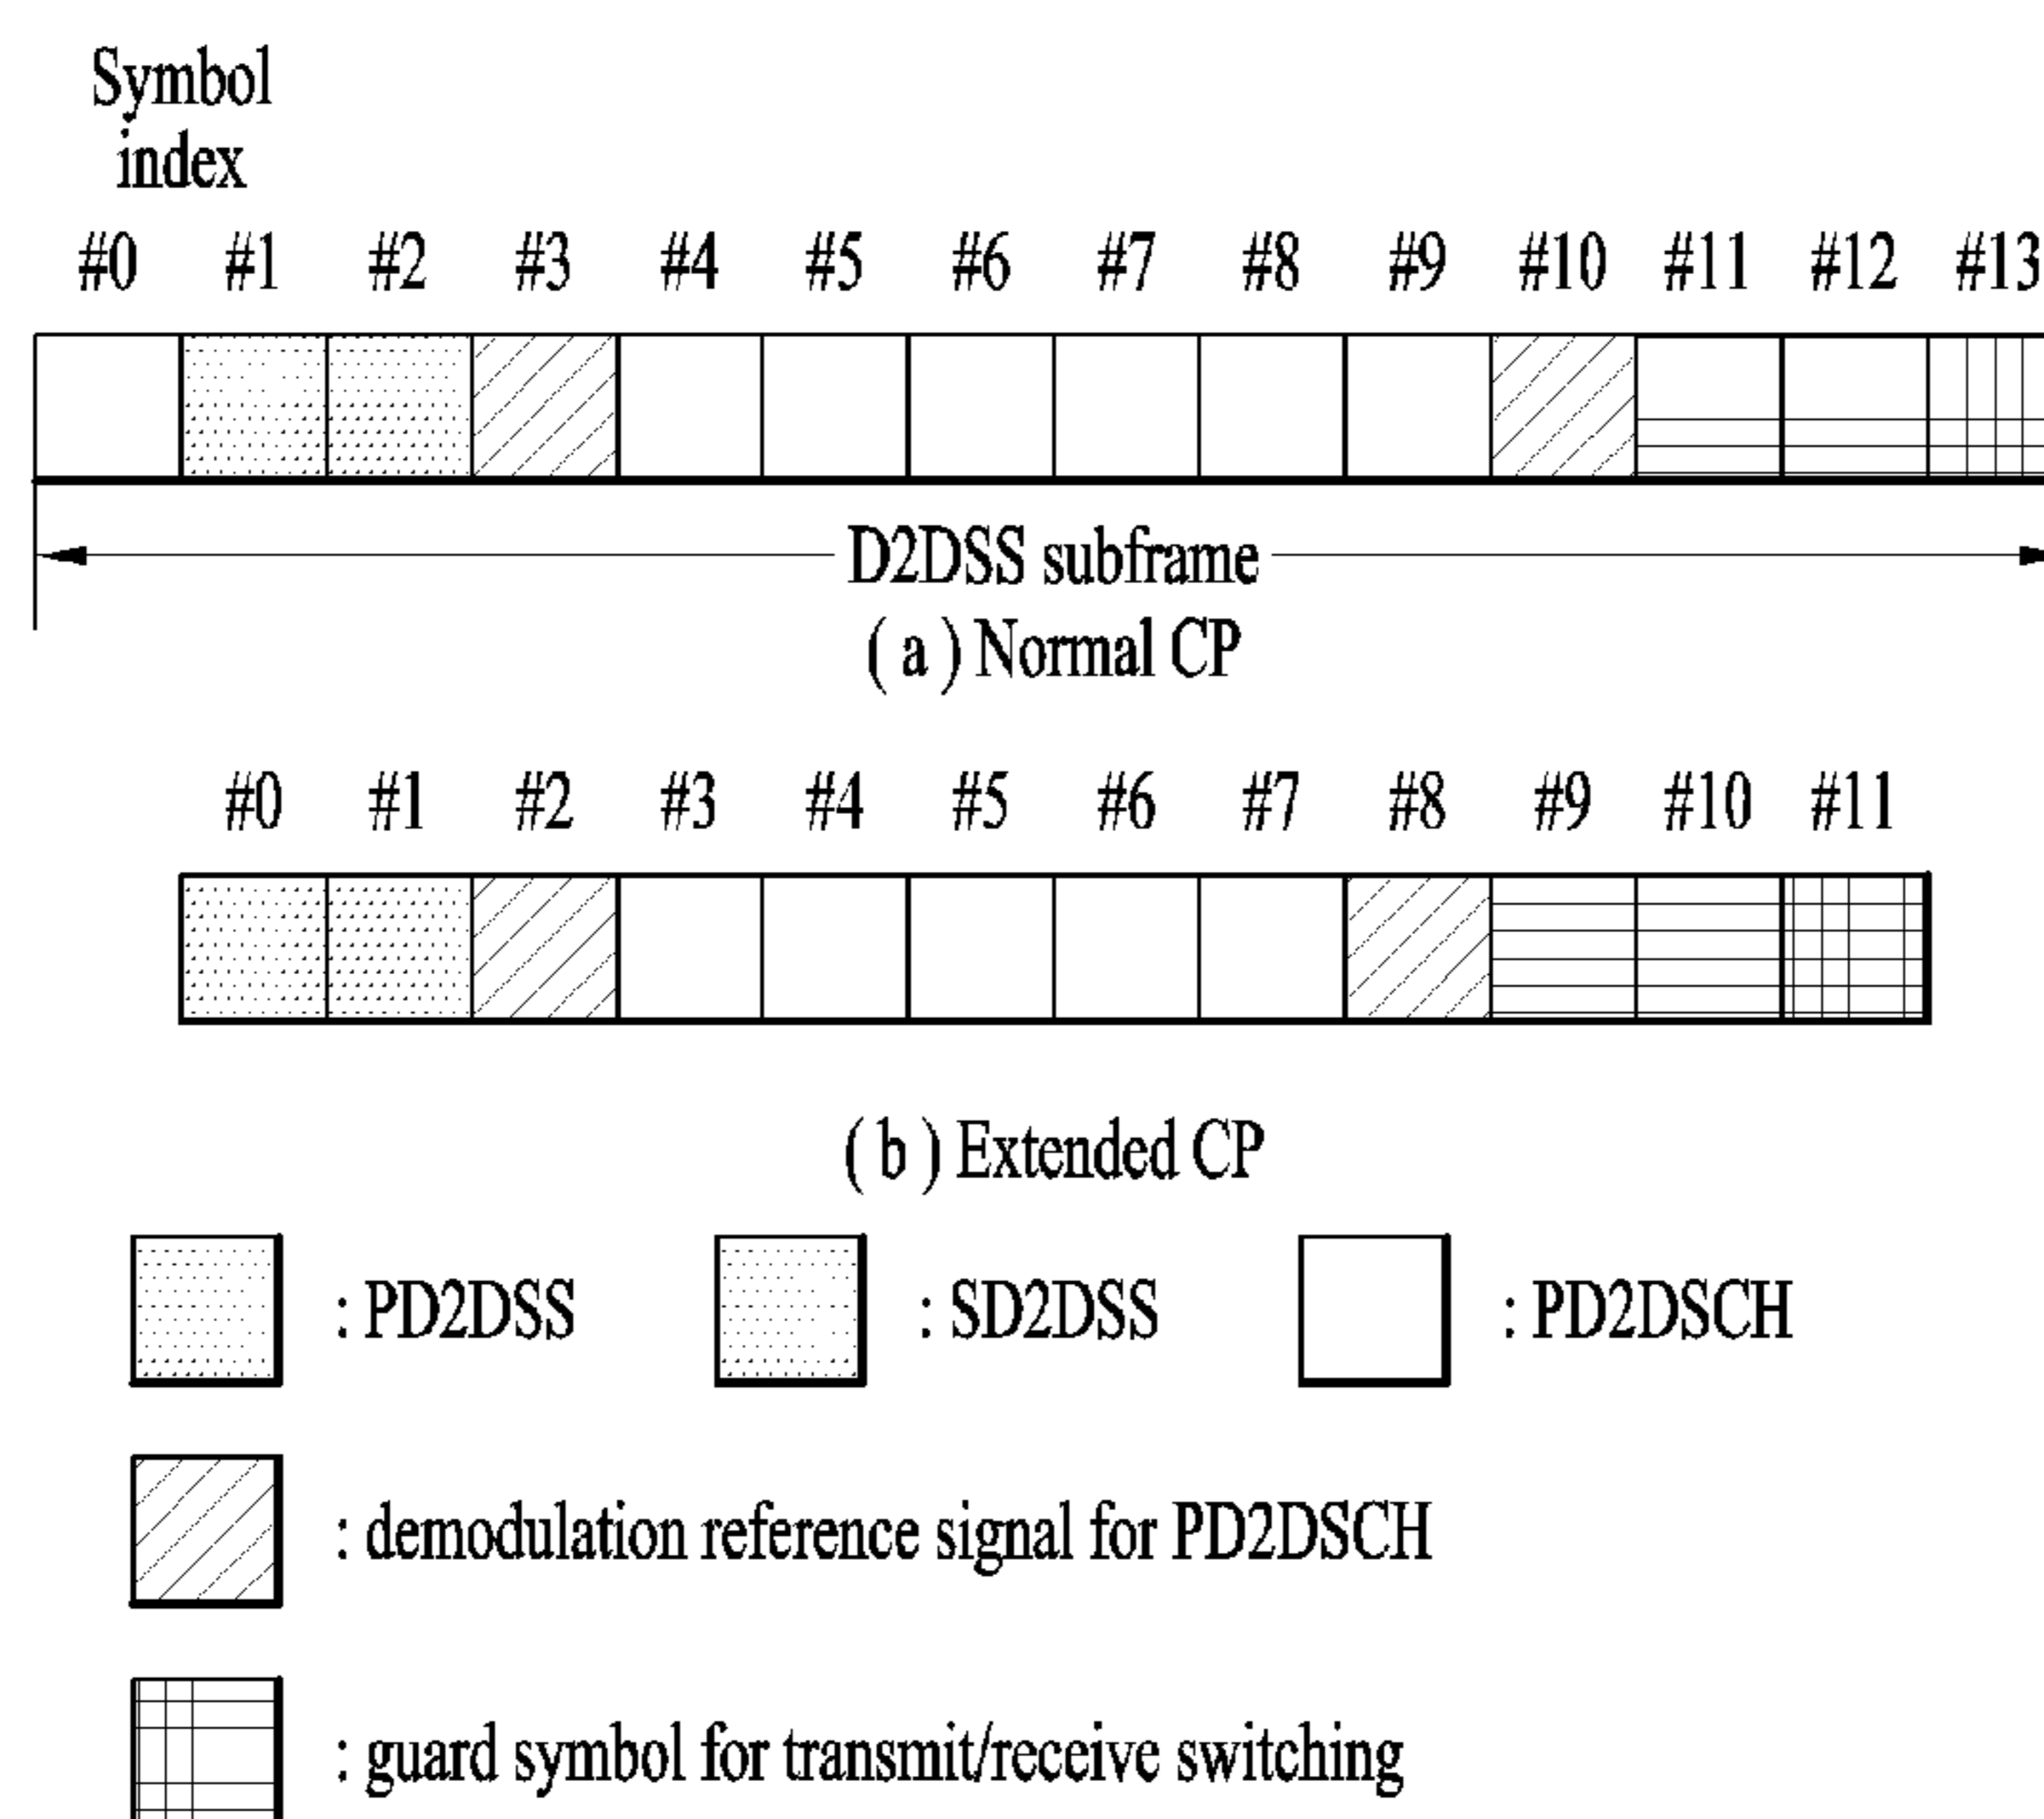 Symbol
index
#0 #1 #2 #3 #4 #5 #6 #7 #8 #9 #10 #11 #12 #13
D2DSS subframe
( a ) Normal CP
#0 #1 #2 #3 #4 #5 #6 #7 #8 #9 #10 #11
( b ) Extended CP
: PD2DSS : SD2DSS : PD2DSCH
: demodulation reference signal for PD2DSCH
: guard symbol for transmit/receive switching